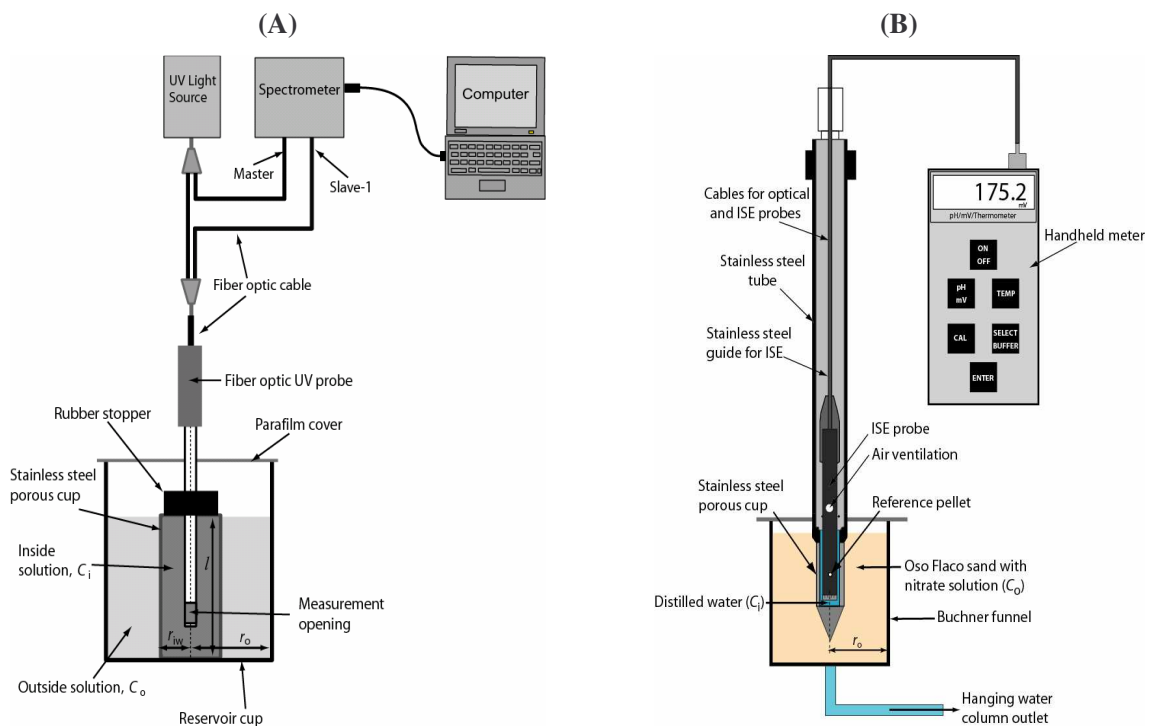 (A)
UV Light
Source
Spectrometer
Computer
Master
Slave-1
Fiber optic cable
Fiber optic UV probe
Rubber stopper
Parafilm cover
Stainless steel
porous cup
Inside
solution, Ci
l
Measurement
opening
riw
ro
Outside solution, Co
Reservoir cup
(B)
175.2
mV
pH/mV/Thermometer
ON
OFF
pH
mV
TEMP
CAL
SELECT
BUFFER
ENTER
Handheld meter
Cables for optical
and ISE probes
Stainless steel
tube
Stainless steel
guide for ISE
ISE probe
Air ventilation
Stainless steel
porous cup
Reference pellet
Oso Flaco sand with
nitrate solution (Co)
Distilled water (Ci)
Buchner funnel
ro
Hanging water
column outlet